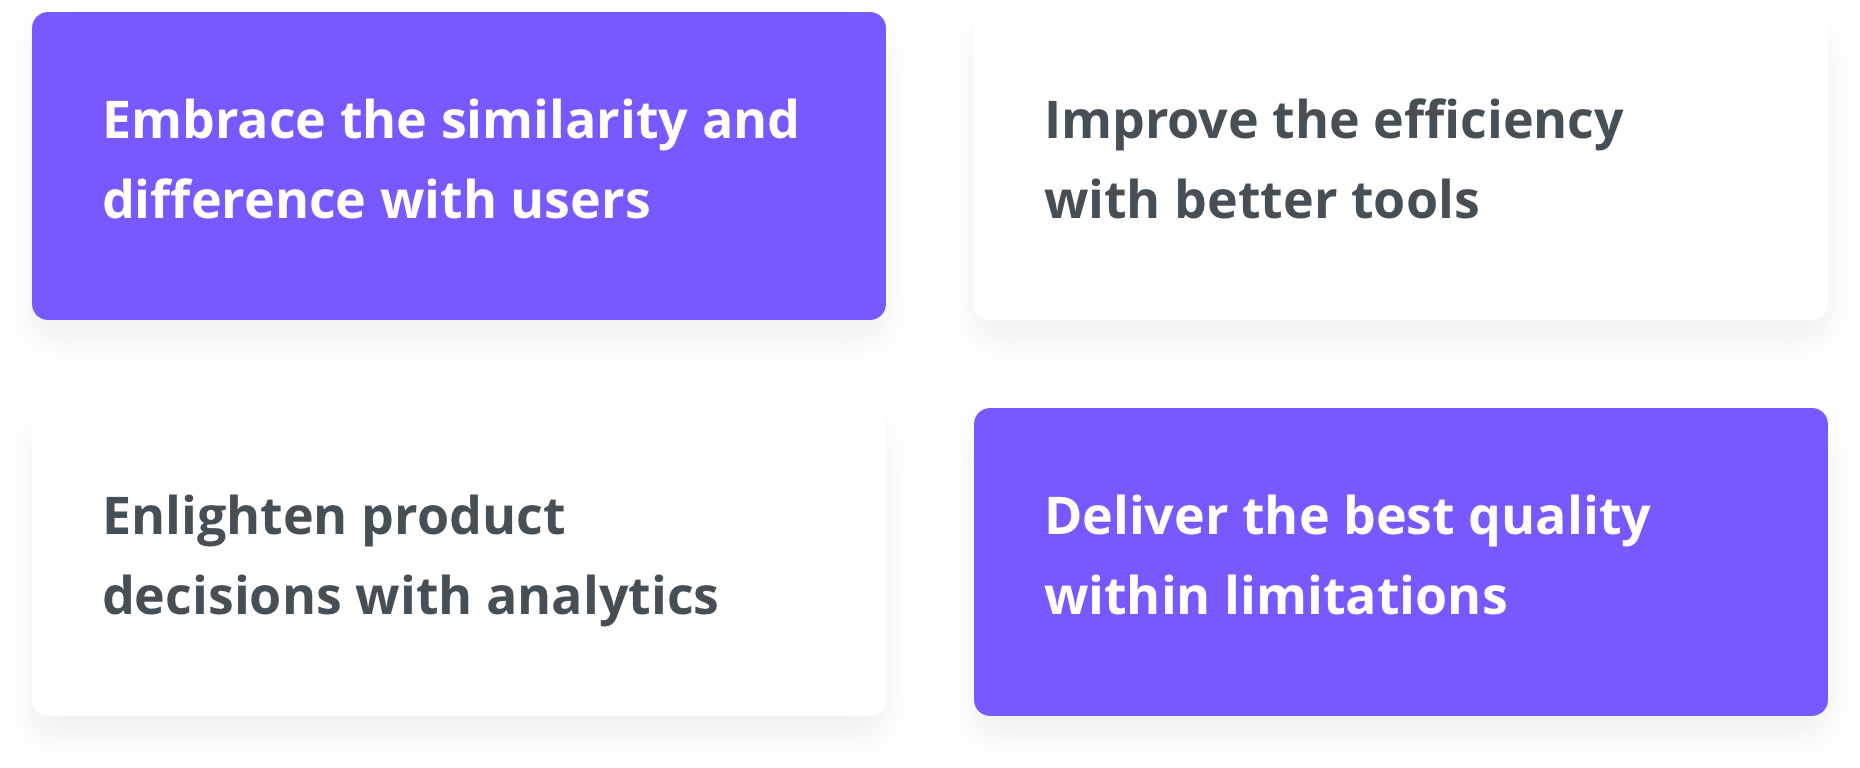 Embrace the similarity and
difference with users
Improve the efficiency
with better tools
Enlighten product
decisions with analytics
Deliver the best quality
within limitations